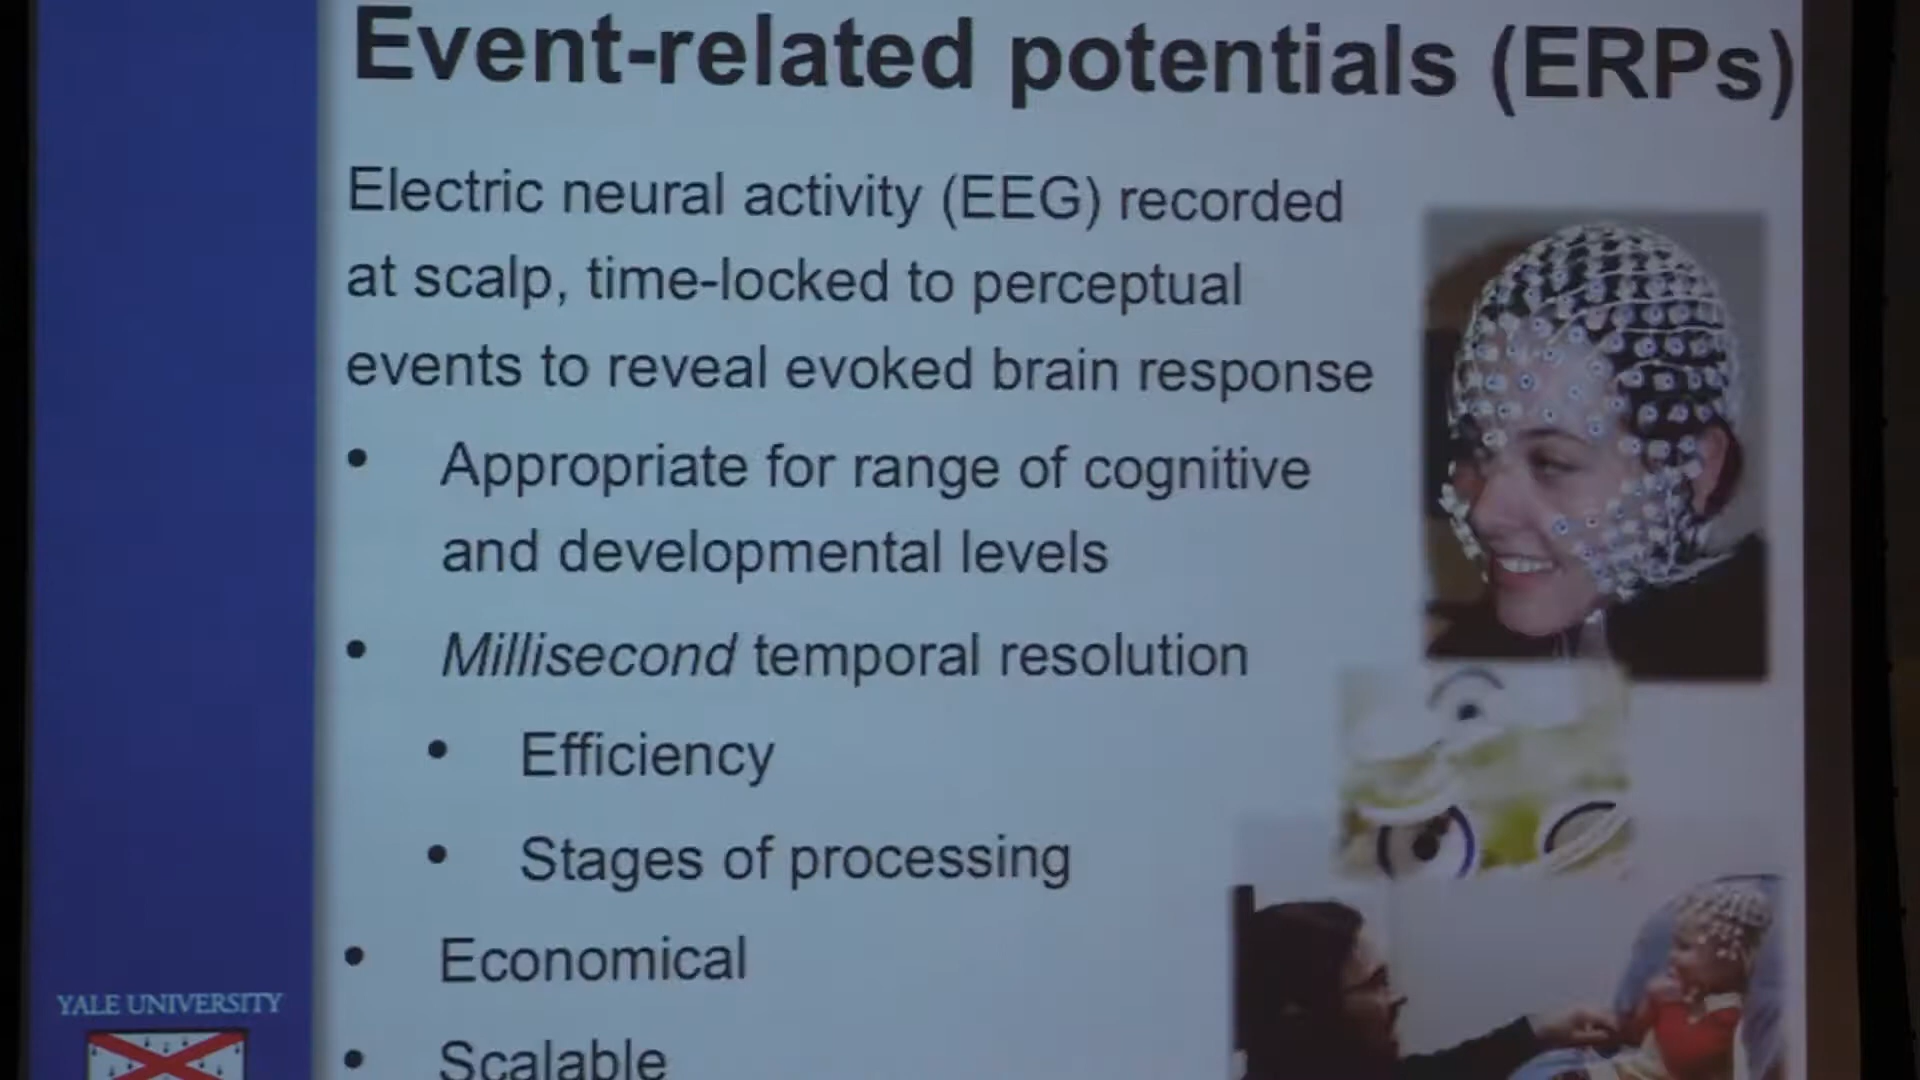 Event-related potentials (ERPs)
Electric neural activity (EEG) recorded
at scalp, time-locked to perceptual
events to reveal evoked brain response
• Appropriate for range of cognitive
and developmental levels
• Millisecond temporal resolution
• Efficiency
• Stages of processing
• Economical
• Scalable
YALE UNIVERSITY